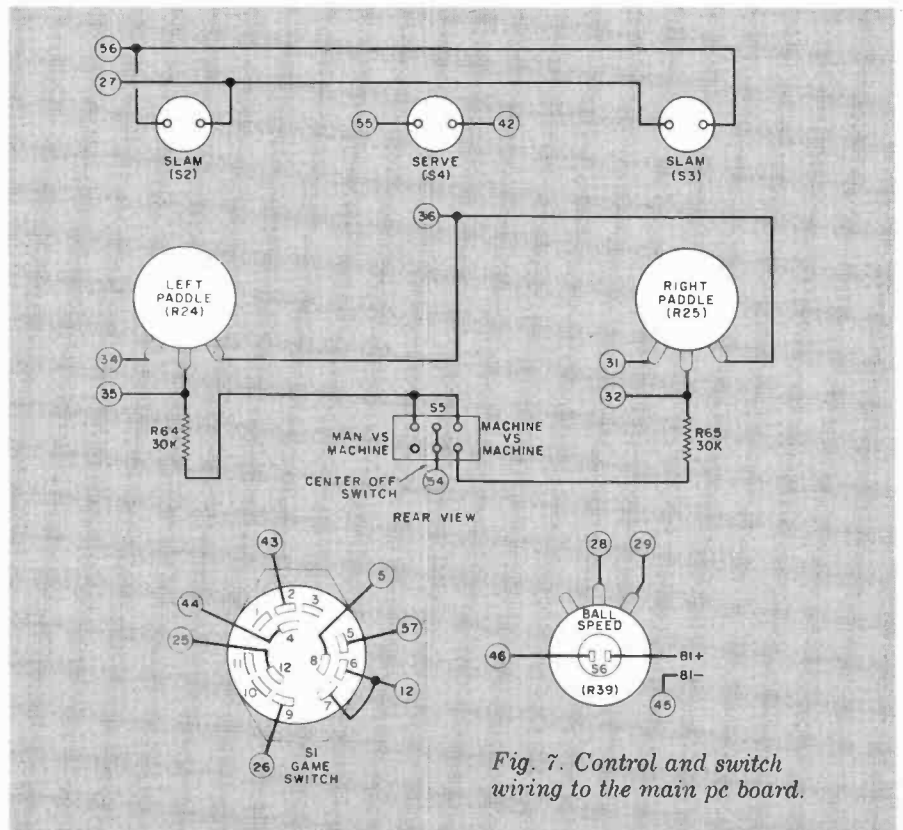 56
27
SLAM
(S2)
55
42
SERVE
(S4)
SLAM
(S3)
36
LEFT
PADDLE
(R24)
RIGHT
PADDLE
(R25)
34
31
35
32
R64
30K
S5
MAN VS
MACHINE
MACHINE
VS
MACHINE
R65
30K
CENTER OFF
SWITCH
54
REAR VIEW
43
5
44
25
57
12
26
1
2
3
4
5
6
7
8
9
10
11
12
S1
GAME
SWITCH
28
29
BALL
SPEED
46
S6
B1+
B1-
(R39)
45
Fig. 7. Control and switch
wiring to the main pc board.